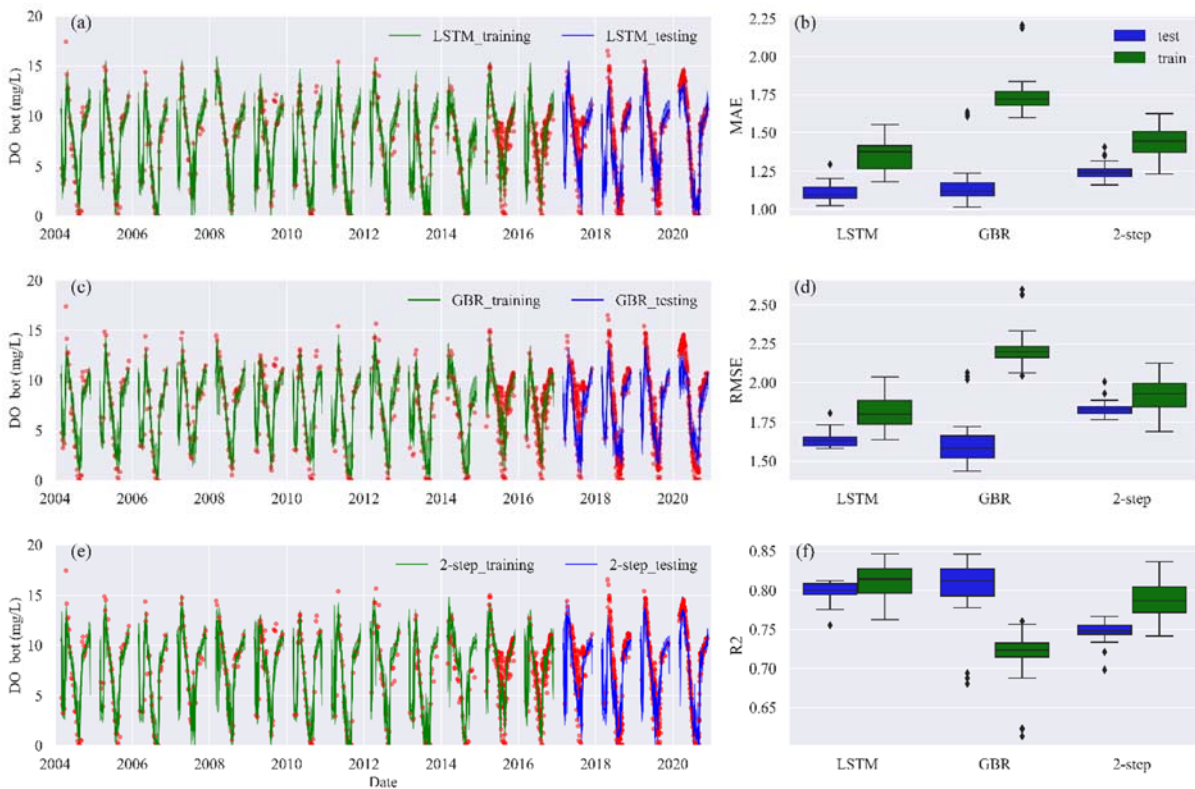 (a) LSTM_training LSTM_testing
DO_bot (mg/L)
20
15
10
5
0
2004 2006 2008 2010 2012 2014 2016 2018 2020
(b) test
train
MAE
2.25
2.00
1.75
1.50
1.25
1.00
LSTM GBR 2-step
(c) GBR_training GBR_testing
DO_bot (mg/L)
20
15
10
5
0
2004 2006 2008 2010 2012 2014 2016 2018 2020
(d)
RMSE
2.50
2.25
2.00
1.75
1.50
LSTM GBR 2-step
(e) 2-step_training 2-step_testing
DO_bot (mg/L)
20
15
10
5
0
2004 2006 2008 2010 2012 2014 2016 2018 2020
Date
(f)
R2
0.85
0.80
0.75
0.70
0.65
LSTM GBR 2-step